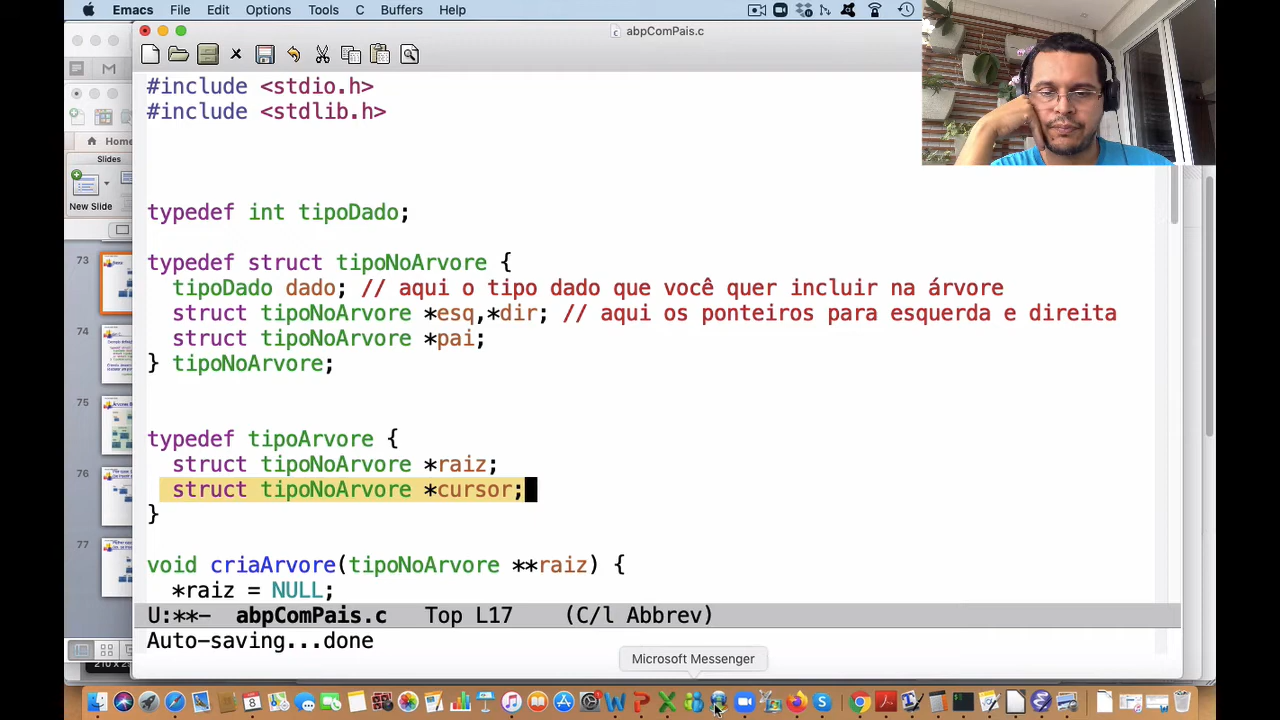 Emacs File Edit Options Tools C Buffers Help
abpComPais.c
#include <stdio.h>
#include <stdlib.h>
Home
Slides
New Slide
typedef int tipoDado;
typedef struct tipoNoArvore {
tipoDado dado; // aqui o tipo dado que você quer incluir na árvore
struct tipoNoArvore *esq,*dir; // aqui os ponteiros para esquerda e direita
struct tipoNoArvore *pai;
} tipoNoArvore;
73
74
75
76
77
typedef tipoArvore {
struct tipoNoArvore *raiz;
struct tipoNoArvore *cursor;
}
void criaArvore(tipoNoArvore **raiz) {
*raiz = NULL;
U:**- abpComPais.c Top L17 (C/l Abbrev)
Auto-saving...done
Microsoft Messenger